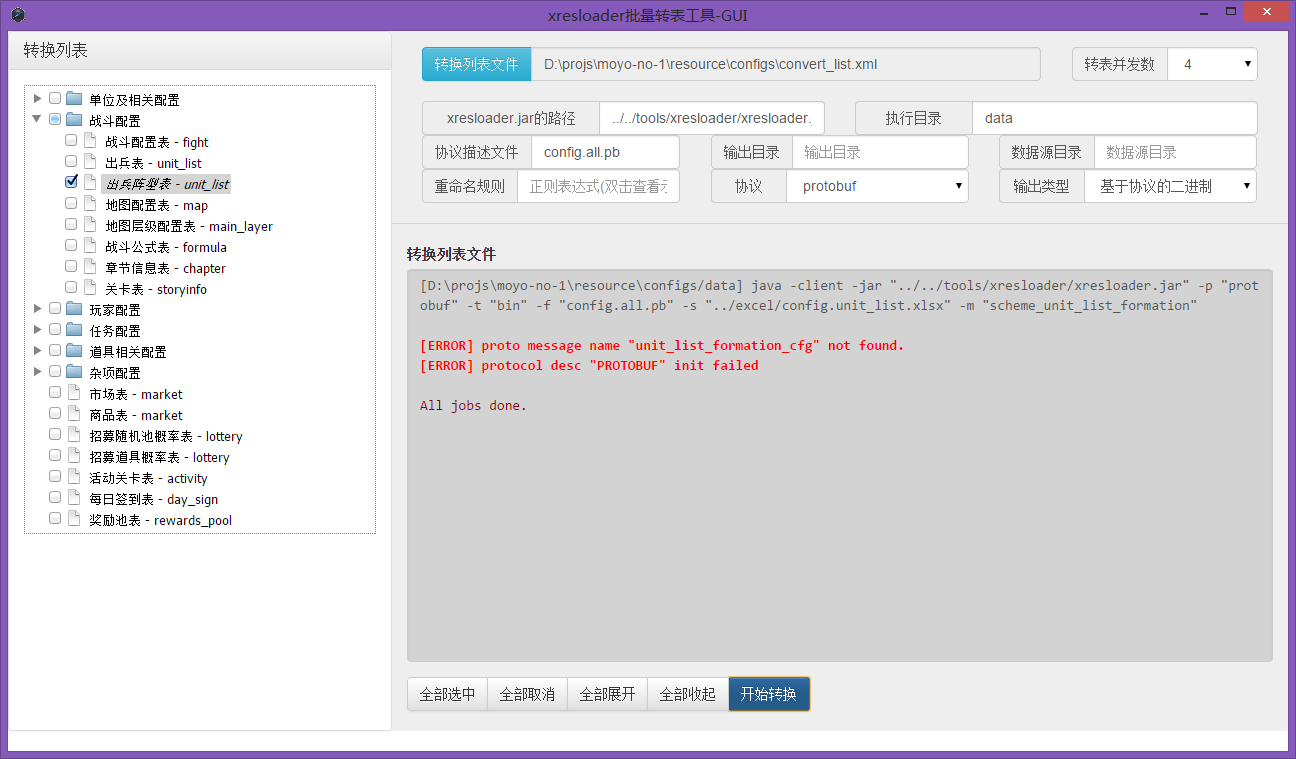 xresloader批量转表工具-GUI
转换列表
单位及相关配置
战斗配置
战斗配置表 - fight
出兵表 - unit_list
出兵阵型表 - unit_list
地图配置表 - map
地图层级配置表 - main_layer
战斗公式表 - formula
章节信息表 - chapter
关卡表 - storyinfo
玩家配置
任务配置
道具相关配置
杂项配置
市场表 - market
商品表 - market
招募随机池概率表 - lottery
招募道具概率表 - lottery
活动关卡表 - activity
每日签到表 - day_sign
奖励池表 - rewards_pool
转换列表文件 D:\projs\moyo-no-1\resource\configs\convert_list.xml 转表并发数 4
xresloader.jar的路径 ../../tools/xresloader/xresloader. 执行目录 data
协议描述文件 config.all.pb 输出目录 输出目录 数据源目录 数据源目录
重命名规则 正则表达式(双击查看 协议 protobuf 输出类型 基于协议的二进制
转换列表文件
[D:\projs\moyo-no-1\resource\configs/data] java -client -jar "../../tools/xresloader/xresloader.jar" -p "prot
obuf" -t "bin" -f "config.all.pb" -s "../excel/config.unit_list.xlsx" -m "scheme_unit_list_formation"
[ERROR] proto message name "unit_list_formation_cfg" not found.
[ERROR] protocol desc "PROTOBUF" init failed
All jobs done.
全部选中 全部取消 全部展开 全部收起 开始转换